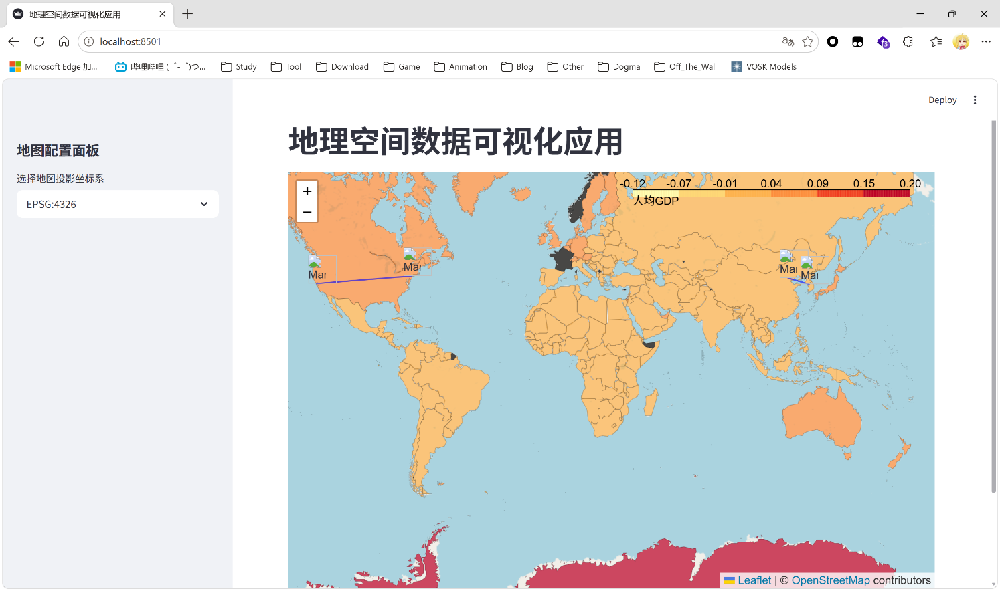 地理空间数据可视化应用
localhost:8501
Microsoft Edge 加...
哔哩哔哩 ( ゜- ゜)つ...
Study
Tool
Download
Game
Animation
Blog
Other
Dogma
Off_The_Wall
VOSK Models
Deploy
地图配置面板
选择地图投影坐标系
EPSG:4326
地理空间数据可视化应用
+
−
-0.12 -0.07 -0.01 0.04 0.09 0.15 0.20
人均GDP
Mar
Mar
Mar
Mar
Leaflet | © OpenStreetMap contributors